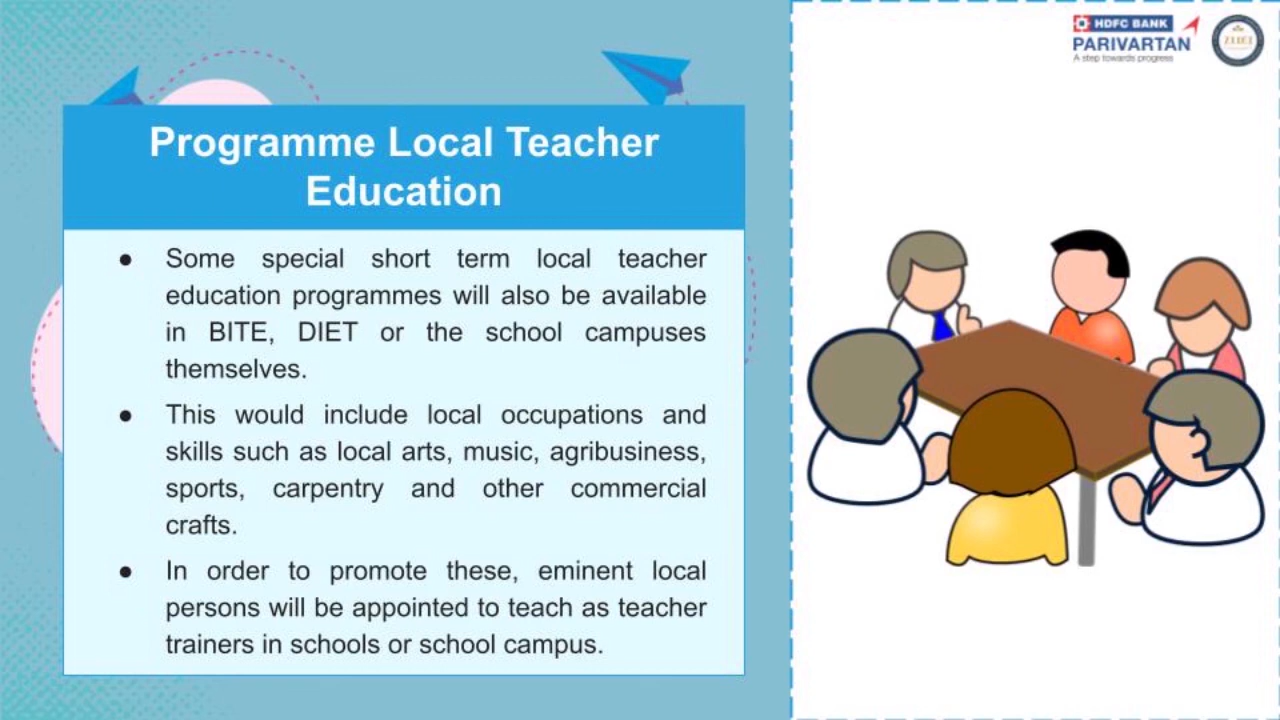 HDFC BANK
PARIVARTAN
A step towards progress
Programme Local Teacher
Education
● Some special short term local teacher
education programmes will also be available
in BITE, DIET or the school campuses
themselves.
● This would include local occupations and
skills such as local arts, music, agribusiness,
sports, carpentry and other commercial
crafts.
● In order to promote these, eminent local
persons will be appointed to teach as teacher
trainers in schools or school campus.